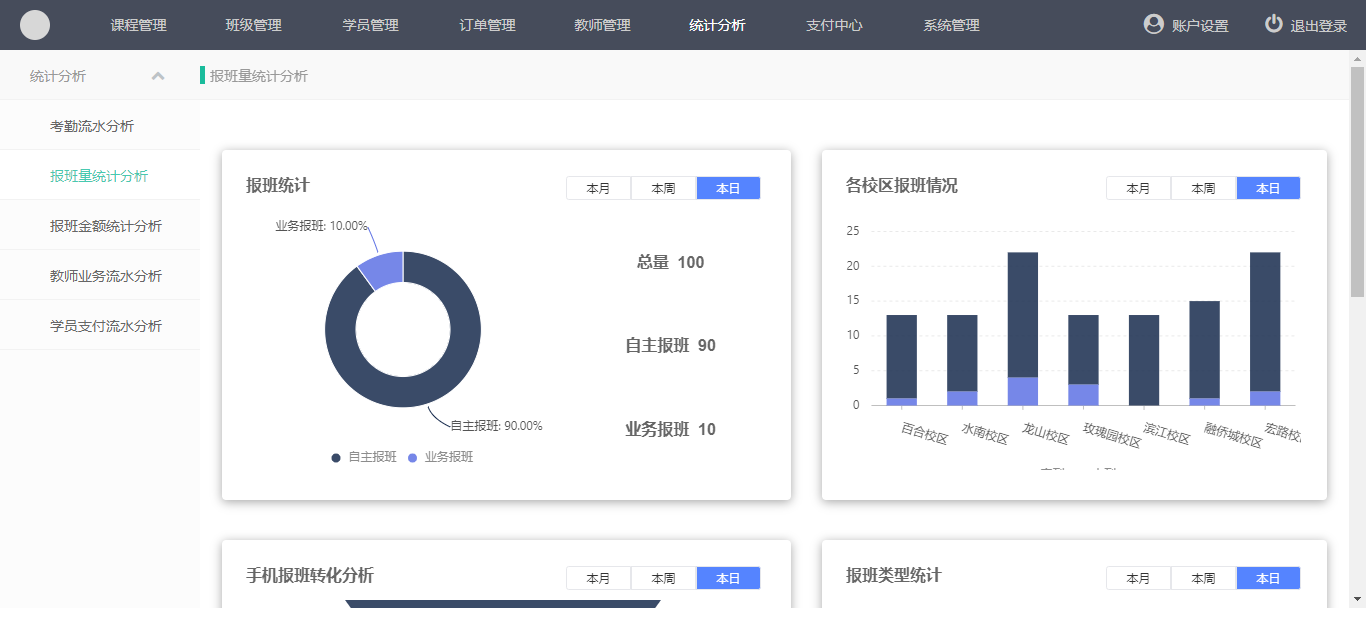 课程管理 班级管理 学员管理 订单管理 教师管理 统计分析 支付中心 系统管理 账户设置 退出登录
统计分析
报班量统计分析
考勤流水分析
报班量统计分析
报班金额统计分析
教师业务流水分析
学员支付流水分析
报班统计
本月 本周 本日
业务报班: 10.00%
自主报班: 90.00%
自主报班 业务报班
总量 100
自主报班 90
业务报班 10
各校区报班情况
本月 本周 本日
25
20
15
10
5
0
百合校区 水南校区 龙山校区 玫瑰园校区 滨江校区 融侨城校区 宏路校
手机报班转化分析
本月 本周 本日
报班类型统计
本月 本周 本日